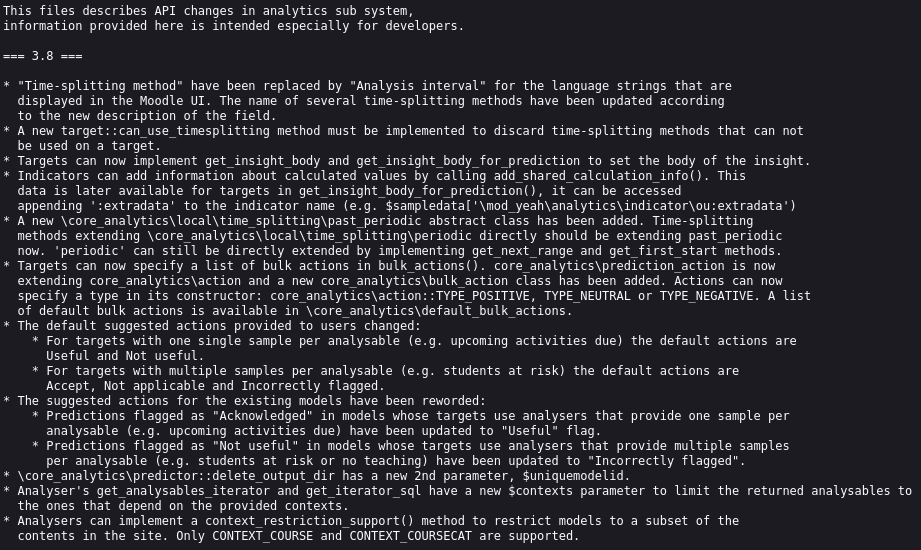 This files describes API changes in analytics sub system,
information provided here is intended especially for developers.

=== 3.8 ===

* "Time-splitting method" have been replaced by "Analysis interval" for the language strings that are
  displayed in the Moodle UI. The name of several time-splitting methods have been updated according
  to the new description of the field.
* A new target::can_use_timesplitting method must be implemented to discard time-splitting methods that can not
  be used on a target.
* Targets can now implement get_insight_body and get_insight_body_for_prediction to set the body of the insight.
* Indicators can add information about calculated values by calling add_shared_calculation_info(). This
  data is later available for targets in get_insight_body_for_prediction(), it can be accessed
  appending ':extradata' to the indicator name (e.g. $sampledata['\mod_yeah\analytics\indicator\ou:extradata')
* A new \core_analytics\local\time_splitting\past_periodic abstract class has been added. Time-splitting
  methods extending \core_analytics\local\time_splitting\periodic directly should be extending past_periodic
  now. 'periodic' can still be directly extended by implementing get_next_range and get_first_start methods.
* Targets can now specify a list of bulk actions in bulk_actions(). core_analytics\prediction_action is now
  extending core_analytics\action and a new core_analytics\bulk_action class has been added. Actions can now
  specify a type in its constructor: core_analytics\action::TYPE_POSITIVE, TYPE_NEUTRAL or TYPE_NEGATIVE. A list
  of default bulk actions is available in \core_analytics\default_bulk_actions.
* The default suggested actions provided to users changed:
    * For targets with one single sample per analysable (e.g. upcoming activities due) the default actions are
      Useful and Not useful.
    * For targets with multiple samples per analysable (e.g. students at risk) the default actions are
      Accept, Not applicable and Incorrectly flagged.
* The suggested actions for the existing models have been reworded:
    * Predictions flagged as "Acknowledged" in models whose targets use analysers that provide one sample per
      analysable (e.g. upcoming activities due) have been updated to "Useful" flag.
    * Predictions flagged as "Not useful" in models whose targets use analysers that provide multiple samples
      per analysable (e.g. students at risk or no teaching) have been updated to "Incorrectly flagged".
* \core_analytics\predictor::delete_output_dir has a new 2nd parameter, $uniquemodelid.
* Analyser's get_analysables_iterator and get_iterator_sql have a new $contexts parameter to limit the returned analysables to
  the ones that depend on the provided contexts.
* Analysers can implement a context_restriction_support() method to restrict models to a subset of the
  contents in the site. Only CONTEXT_COURSE and CONTEXT_COURSECAT are supported.